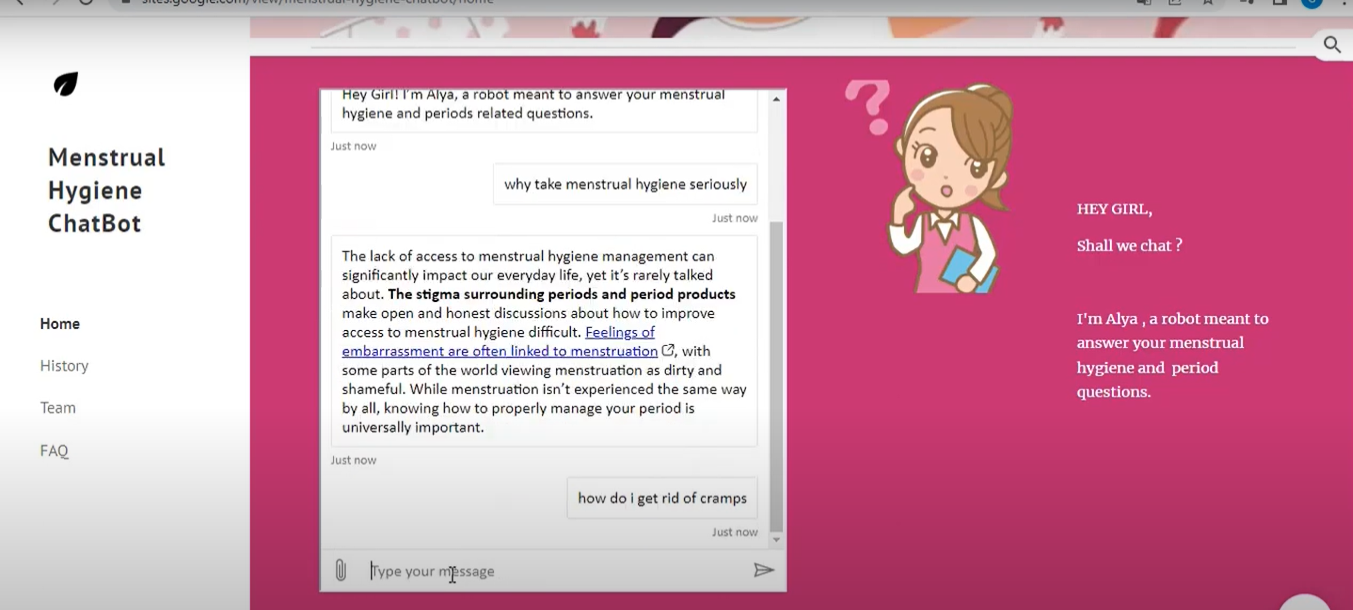 sites.google.com/view/menstrual-hygiene-chatbot/home
Menstrual
Hygiene
ChatBot
Home
History
Team
FAQ
Hey Girl! I'm Alya, a robot meant to answer your menstrual
hygiene and periods related questions.
Just now
why take menstrual hygiene seriously
Just now
The lack of access to menstrual hygiene management can
significantly impact our everyday life, yet it's rarely talked
about. The stigma surrounding periods and period products
make open and honest discussions about how to improve
access to menstrual hygiene difficult. Feelings of
embarrassment are often linked to menstruation, with
some parts of the world viewing menstruation as dirty and
shameful. While menstruation isn't experienced the same way
by all, knowing how to properly manage your period is
universally important.
Just now
how do i get rid of cramps
Just now
Type your message
?
HEY GIRL,
Shall we chat ?
I'm Alya , a robot meant to
answer your menstrual
hygiene and period
questions.